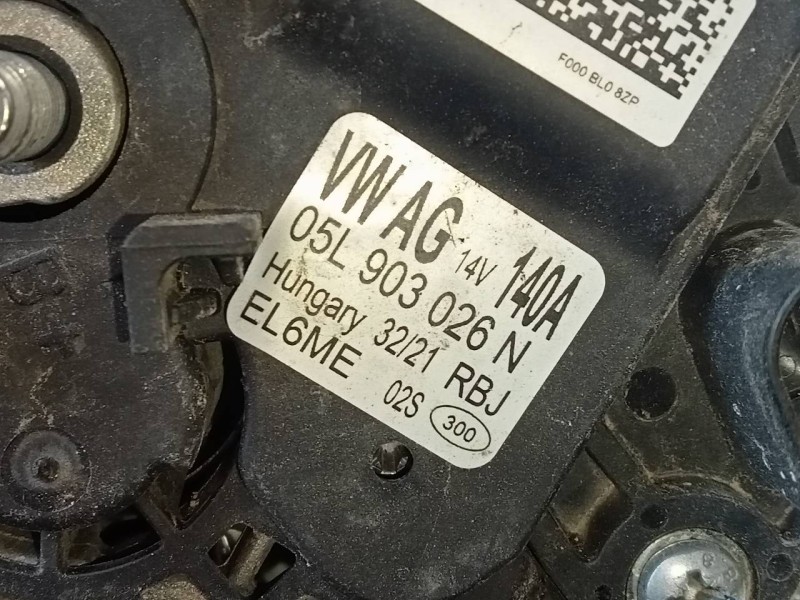 F000 BL0 8ZP
VW AG 14V 140A
05L 903 026 N
Hungary 32/21 RBJ
EL6ME 02S 300